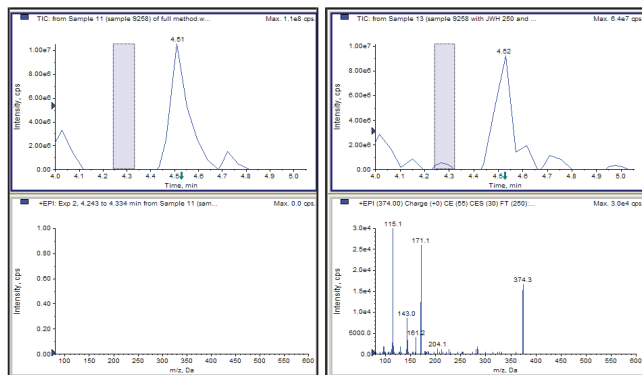 TIC: from Sample 11 (sample 9258) of full method.w...
Max. 1.1e8 cps.
Intensity, cps
1.00e7
8.00e6
6.00e6
4.00e6
2.00e6
0.00
4.51
4.0 4.1 4.2 4.3 4.4 4.5 4.6 4.7 4.8 4.9 5.0
Time, min
TIC: from Sample 13 (sample 9258 with JWH 250 and ...
Max. 6.4e7 cps.
Intensity, cps
1.00e7
8.00e6
6.00e6
4.00e6
2.00e6
0.00
4.52
4.0 4.1 4.2 4.3 4.4 4.5 4.6 4.7 4.8 4.9 5.0
Time, min
+EPI: Exp 2, 4.243 to 4.334 min from Sample 11 (sam...
Max. 0.0 cps.
Intensity, cps
1.00
0.80
0.60
0.40
0.20
0.00
100 150 200 250 300 350 400 450 500 550 600
m/z, Da
+EPI (374.00) Charge (+0) CE (55) CES (30) FT (250):...
Max. 3.0e4 cps.
Intensity, cps
3.0e4
2.5e4
2.0e4
1.5e4
1.0e4
5000.0
0.0
115.1
171.1
374.3
143.0
161.2
204.1
100 150 200 250 300 350 400 450 500 550 600
m/z, Da